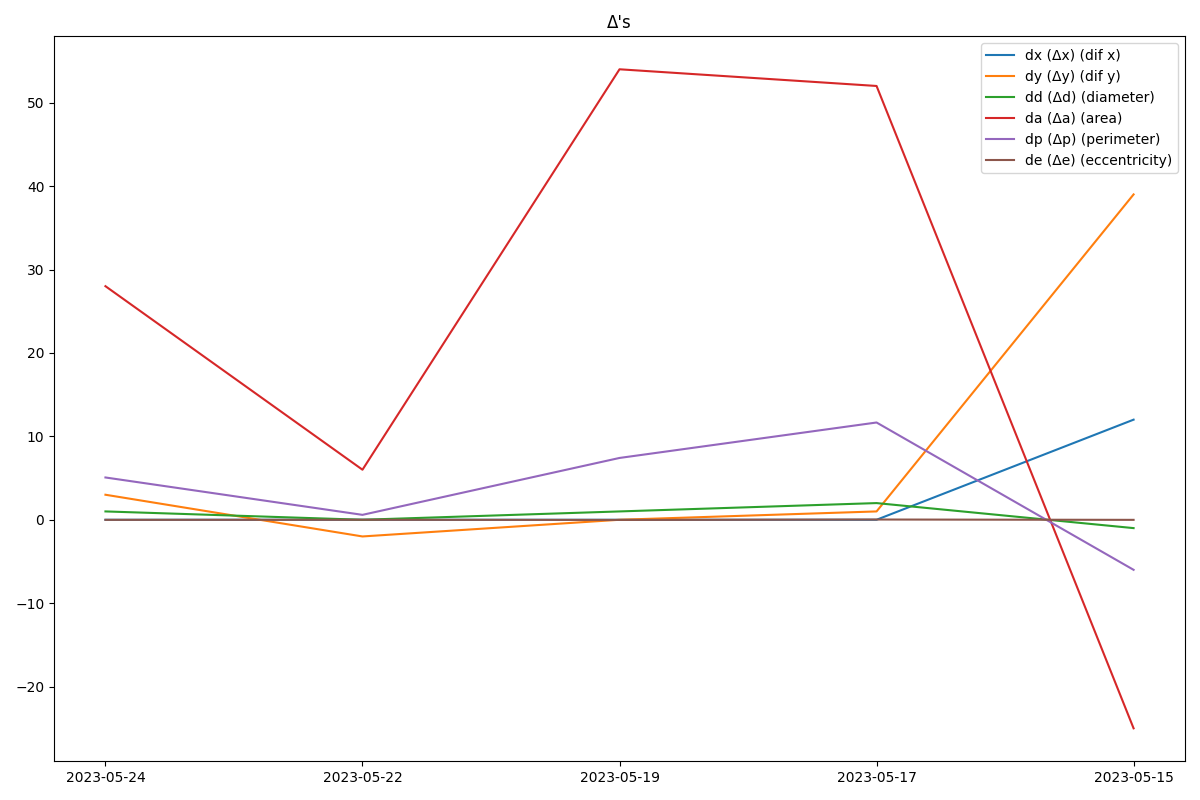 Δ's
dx (Δx) (dif x)
dy (Δy) (dif y)
dd (Δd) (diameter)
da (Δa) (area)
dp (Δp) (perimeter)
de (Δe) (eccentricity)
50
40
30
20
10
0
−10
−20
2023-05-24 2023-05-22 2023-05-19 2023-05-17 2023-05-15